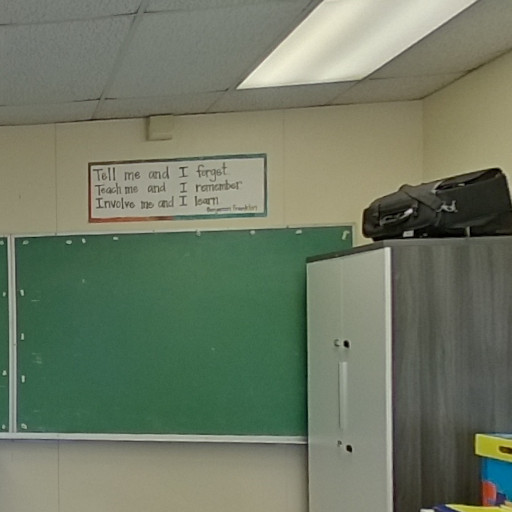 Tell me and I forget.
Teach me and I remember
Involve me and I learn
Benjamin Franklin